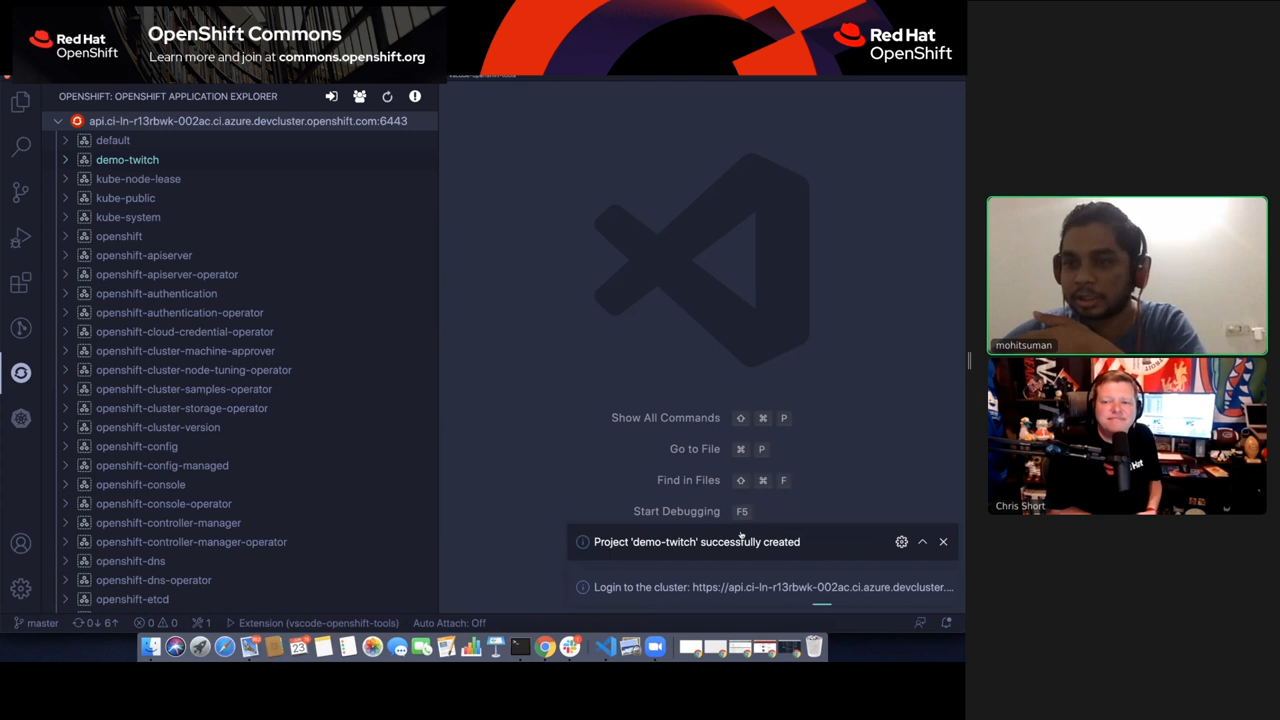 Red Hat
OpenShift
OpenShift Commons
Learn more and join at commons.openshift.org
Red Hat
OpenShift
OPENSHIFT: OPENSHIFT APPLICATION EXPLORER
api.ci-ln-r13rbwk-002ac.ci.azure.devcluster.openshift.com:6443
default
demo-twitch
kube-node-lease
kube-public
kube-system
openshift
openshift-apiserver
openshift-apiserver-operator
openshift-authentication
openshift-authentication-operator
openshift-cloud-credential-operator
openshift-cluster-machine-approver
openshift-cluster-node-tuning-operator
openshift-cluster-samples-operator
openshift-cluster-storage-operator
openshift-cluster-version
openshift-config
openshift-config-managed
openshift-console
openshift-console-operator
openshift-controller-manager
openshift-controller-manager-operator
openshift-dns
openshift-dns-operator
openshift-etcd
Show All Commands ⇧ ⌘ P
Go to File ⌘ P
Find in Files ⇧ ⌘ F
Start Debugging F5
Project 'demo-twitch' successfully created
Login to the cluster: https://api.ci-ln-r13rbwk-002ac.ci.azure.devcluster....
master 0↓ 6↑ 0 0 1 Extension (vscode-openshift-tools) Auto Attach: Off
mohitsuman
Chris Short